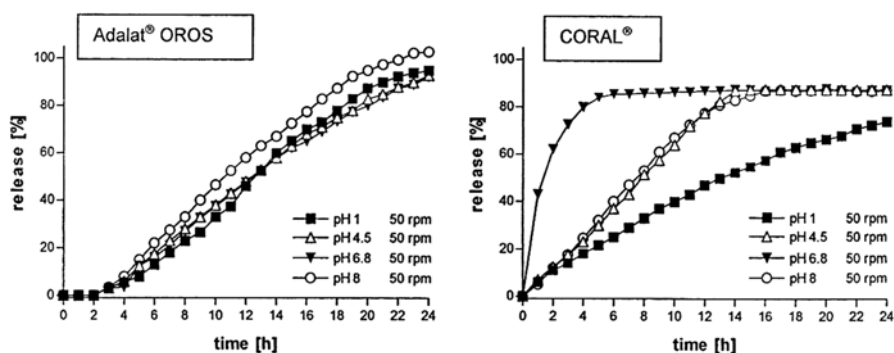 Adalat® OROS
100
80
60
40
20
0
release [%]
0 2 4 6 8 10 12 14 16 18 20 22 24
time [h]
pH 1 50 rpm
pH 4.5 50 rpm
pH 6.8 50 rpm
pH 8 50 rpm
CORAL®
100
80
60
40
20
0
release [%]
0 2 4 6 8 10 12 14 16 18 20 22 24
time [h]
pH 1 50 rpm
pH 4.5 50 rpm
pH 6.8 50 rpm
pH 8 50 rpm